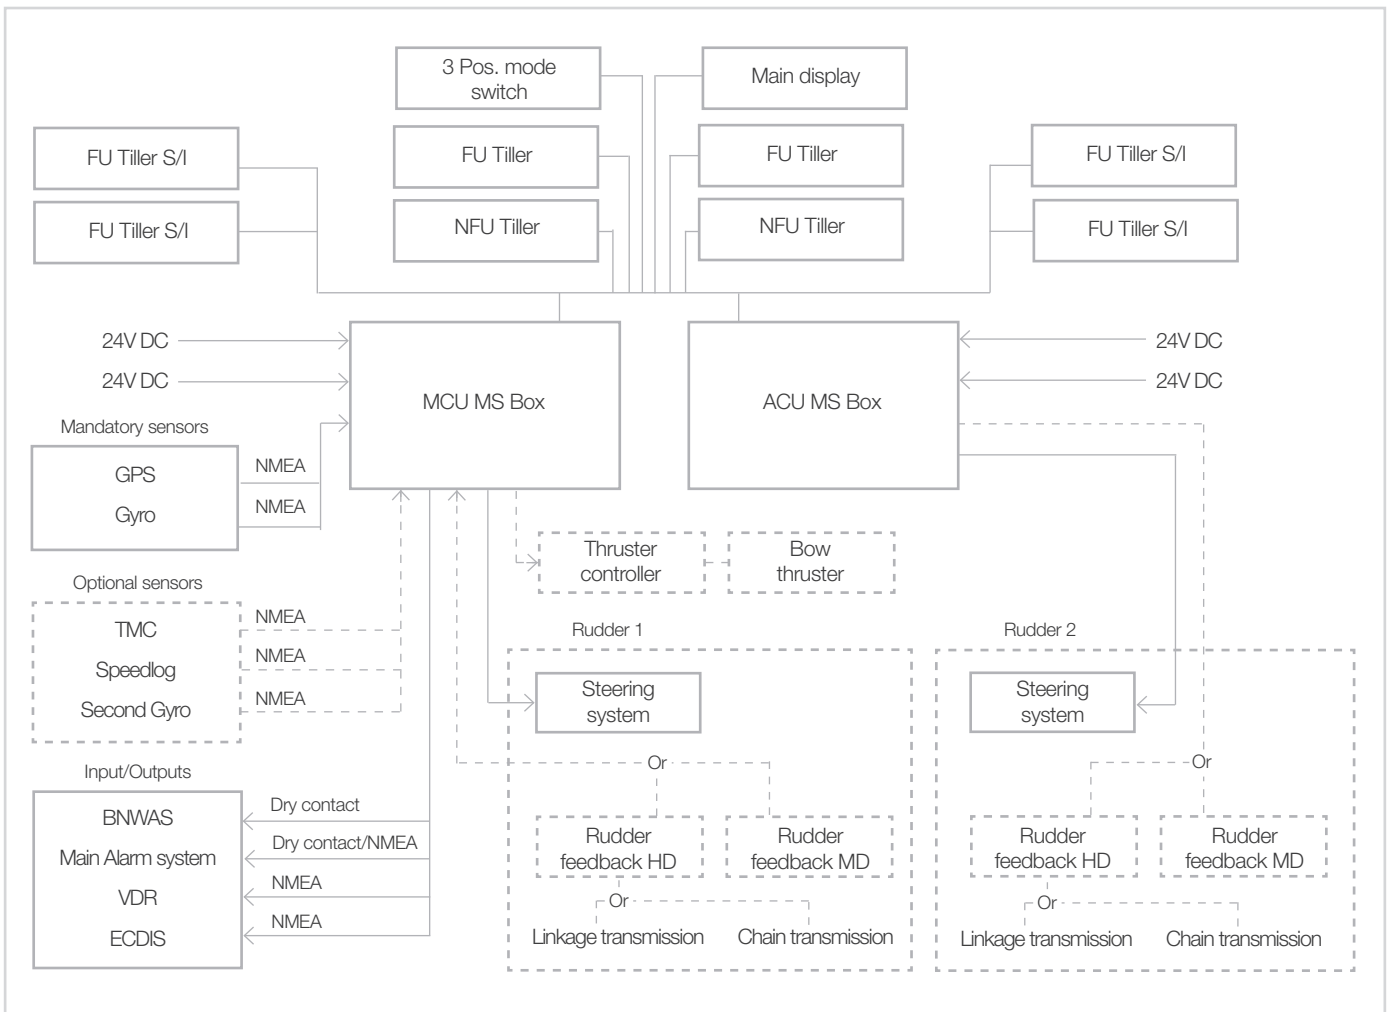 3 Pos. mode
switch
Main display
FU Tiller S/I
FU Tiller
FU Tiller
FU Tiller S/I
FU Tiller S/I
NFU Tiller
NFU Tiller
FU Tiller S/I
24V DC
24V DC
24V DC
24V DC
MCU MS Box
ACU MS Box
Mandatory sensors
GPS
Gyro
NMEA
NMEA
Thruster
controller
Bow
thruster
Optional sensors
TMC
Speedlog
Second Gyro
NMEA
NMEA
NMEA
Rudder 1
Steering
system
Or
Rudder
feedback HD
Rudder
feedback MD
Or
Linkage transmission
Chain transmission
Rudder 2
Steering
system
Or
Rudder
feedback HD
Rudder
feedback MD
Or
Linkage transmission
Chain transmission
Input/Outputs
BNWAS
Main Alarm system
VDR
ECDIS
Dry contact
Dry contact/NMEA
NMEA
NMEA